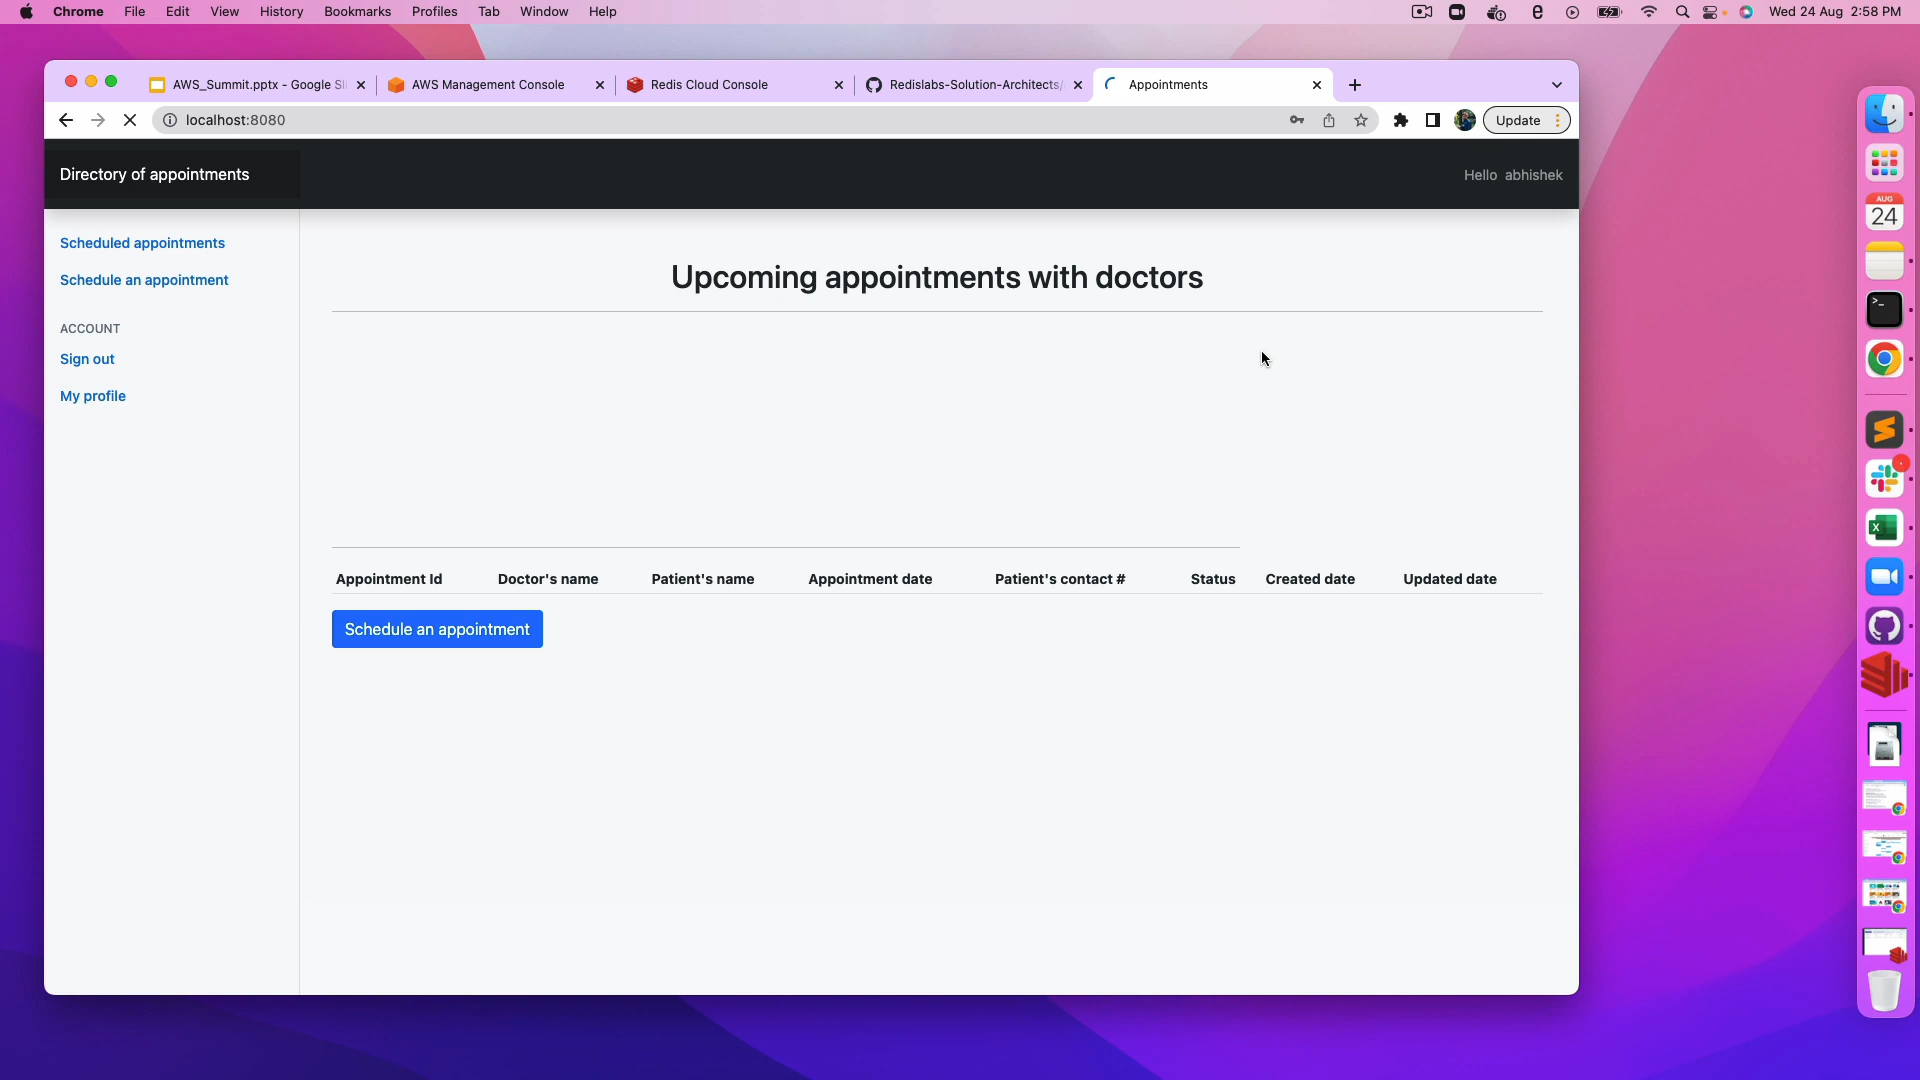 Chrome File Edit View History Bookmarks Profiles Tab Window Help Wed 24 Aug 2:58 PM
AWS_Summit.pptx - Google Sli AWS Management Console Redis Cloud Console Redislabs-Solution-Architects/ Appointments
localhost:8080 Update
Directory of appointments Hello abhishek
Scheduled appointments
Schedule an appointment
ACCOUNT
Sign out
My profile
Upcoming appointments with doctors
Appointment Id Doctor's name Patient's name Appointment date Patient's contact # Status Created date Updated date
Schedule an appointment
AUG
24